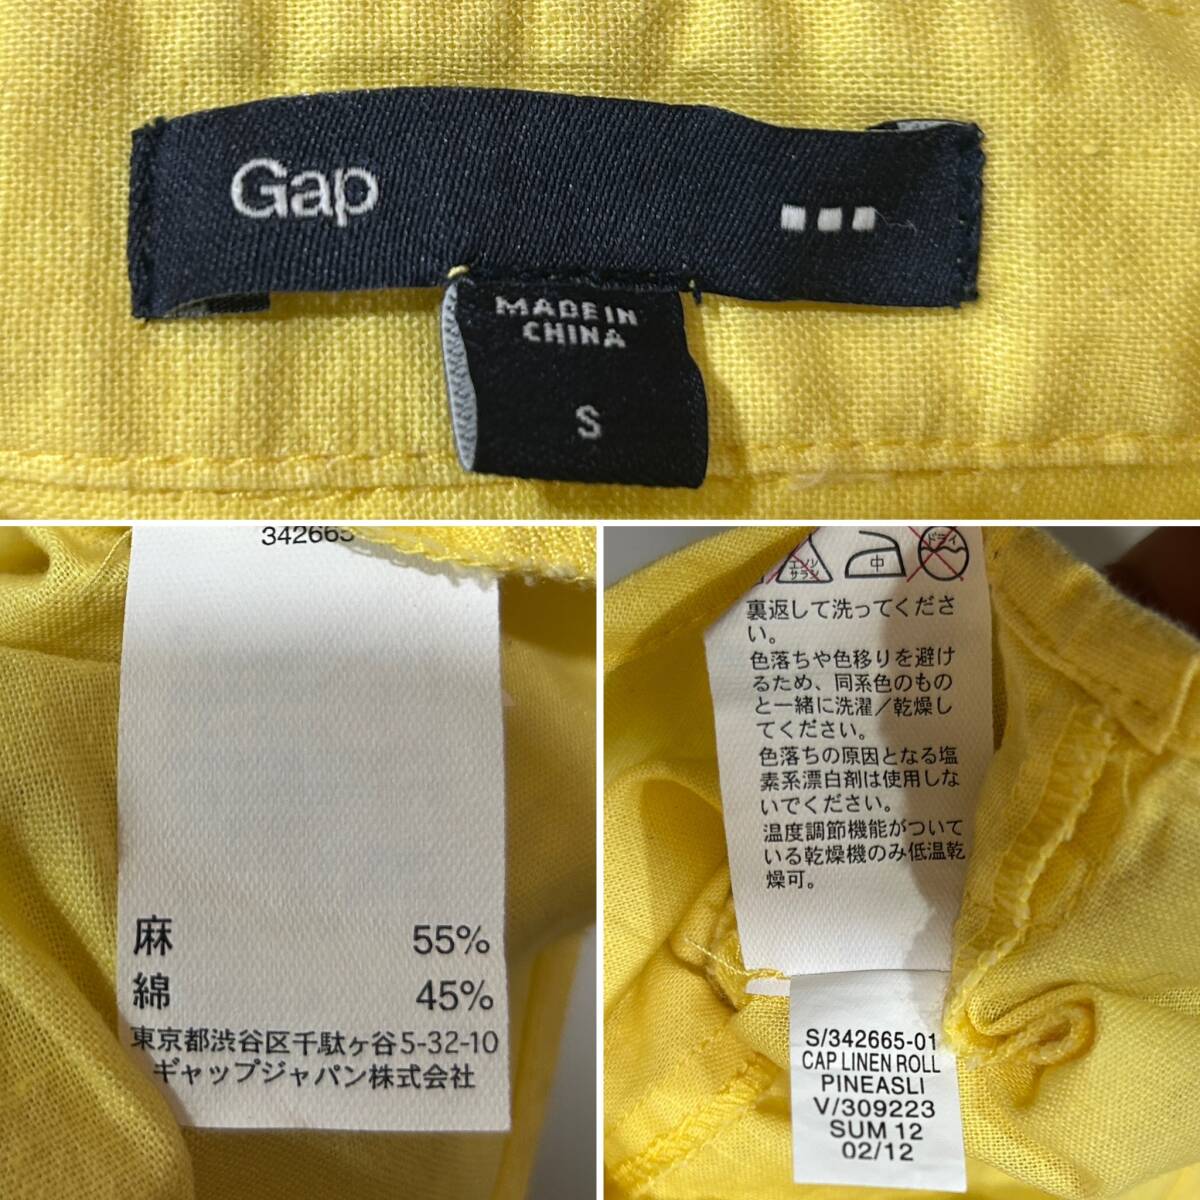 Gap
MADE IN
CHINA
S
342665
麻 55%
綿 45%
東京都渋谷区千駄ヶ谷5-32-10
ギャップジャパン株式会社
エンソ
サラシ
中
ドライ
裏返して洗ってくださ
い。
色落ちや色移りを避け
るため、同系色のもの
と一緒に洗濯／乾燥し
てください。
色落ちの原因となる塩
素系漂白剤は使用しな
いでください。
温度調節機能がついて
いる乾燥機のみ低温乾
燥可。
S/342665-01
CAP LINEN ROLL
PINEASLI
V/309223
SUM 12
02/12